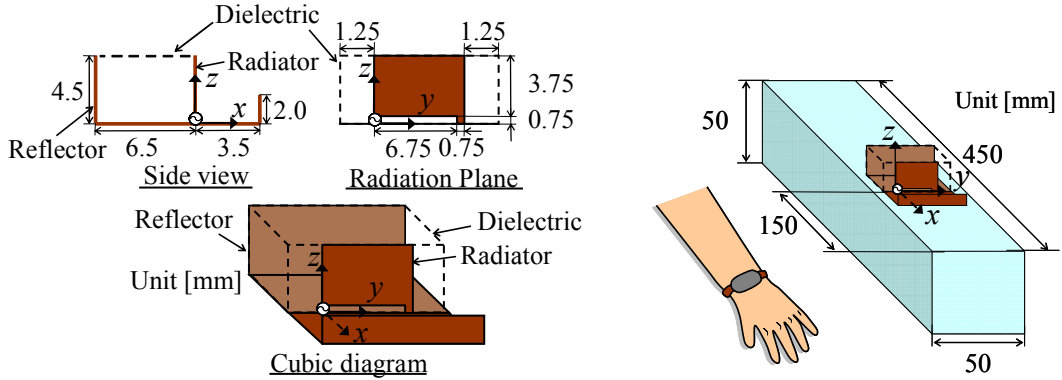 Dielectric
1.25
1.25
Radiator
z
z
4.5
3.75
x
2.0
y
0.75
Reflector
6.5
3.5
6.75
0.75
Side view
Radiation Plane
Reflector
Dielectric
z
Radiator
Unit [mm]
y
x
Cubic diagram
Unit [mm]
50
z
450
y
x
150
50